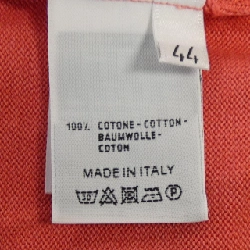 44
100% COTONE - COTTON -
BAUMWOLLE -
COTON
MADE IN ITALY